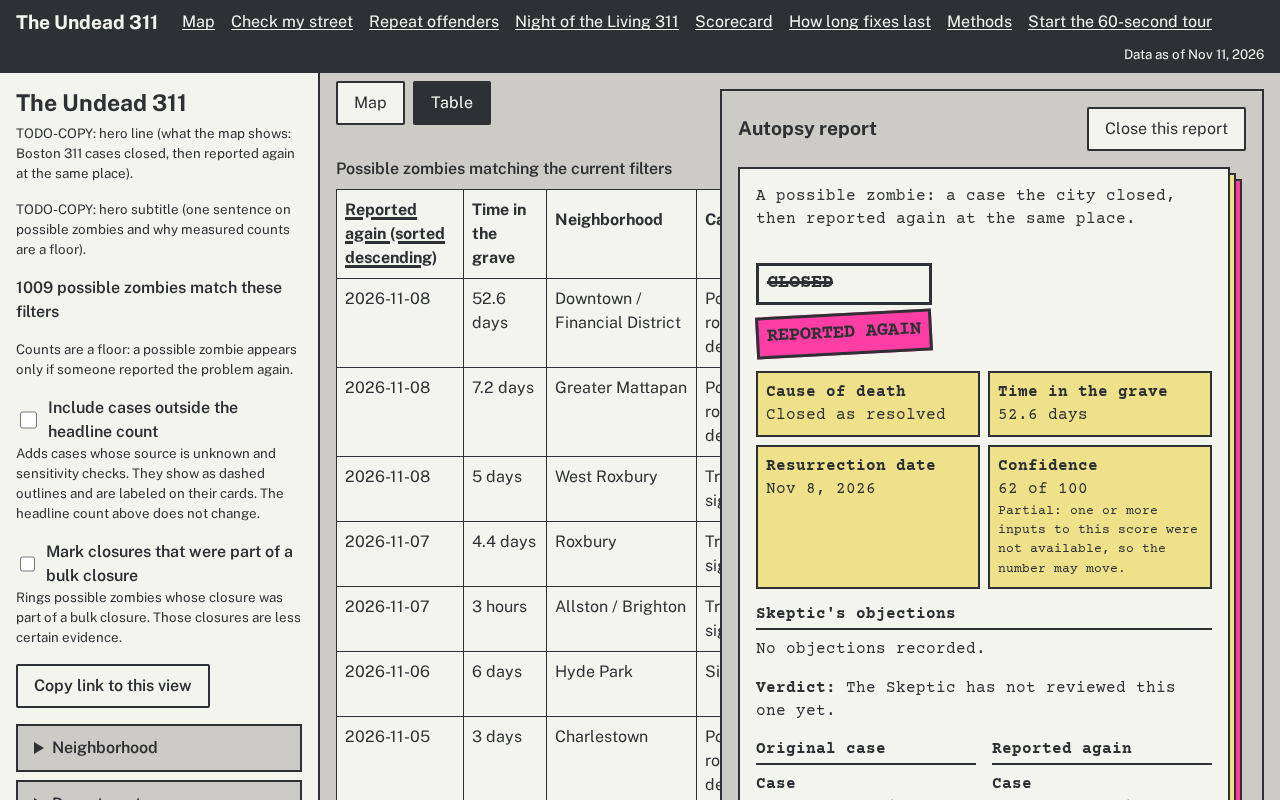 The Undead 311 Map Check my street Repeat offenders Night of the Living 311 Scorecard How long fixes last Methods Start the 60-second tour
Data as of Nov 11, 2026
The Undead 311
TODO-COPY: hero line (what the map shows:
Boston 311 cases closed, then reported again
at the same place).
TODO-COPY: hero subtitle (one sentence on
possible zombies and why measured counts
are a floor).
1009 possible zombies match these
filters
Counts are a floor: a possible zombie appears
only if someone reported the problem again.
Include cases outside the
headline count
Adds cases whose source is unknown and
sensitivity checks. They show as dashed
outlines and are labeled on their cards. The
headline count above does not change.
Mark closures that were part of a
bulk closure
Rings possible zombies whose closure was
part of a bulk closure. Those closures are less
certain evidence.
Copy link to this view
Neighborhood
Map Table
Possible zombies matching the current filters
Reported
again (sorted
descending)
Time in
the
grave
Neighborhood
2026-11-08
52.6
days
Downtown /
Financial District
2026-11-08 7.2 days Greater Mattapan
2026-11-08 5 days West Roxbury
2026-11-07 4.4 days Roxbury
2026-11-07 3 hours Allston / Brighton
2026-11-06 6 days Hyde Park
2026-11-05 3 days Charlestown
Autopsy report
Close this report
A possible zombie: a case the city closed,
then reported again at the same place.
CLOSED
REPORTED AGAIN
Cause of death
Closed as resolved
Time in the grave
52.6 days
Resurrection date
Nov 8, 2026
Confidence
62 of 100
Partial: one or more
inputs to this score were
not available, so the
number may move.
Skeptic's objections
No objections recorded.
Verdict: The Skeptic has not reviewed this
one yet.
Original case
Case
Reported again
Case